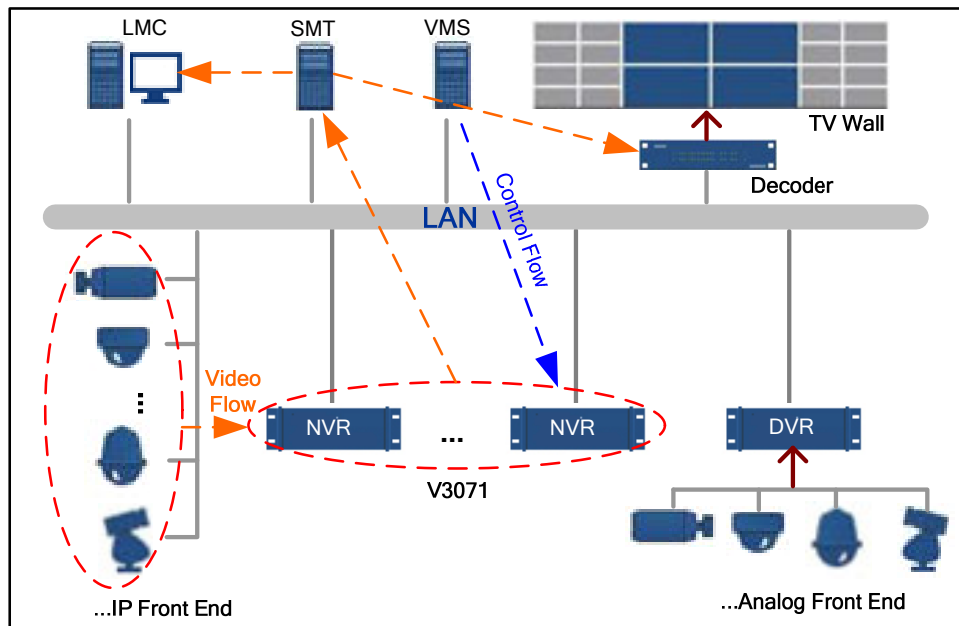 LMC
SMT
VMS
TV Wall
Decoder
LAN
Control Flow
Video
Flow
NVR
...
NVR
DVR
...
V3071
...IP Front End
...Analog Front End